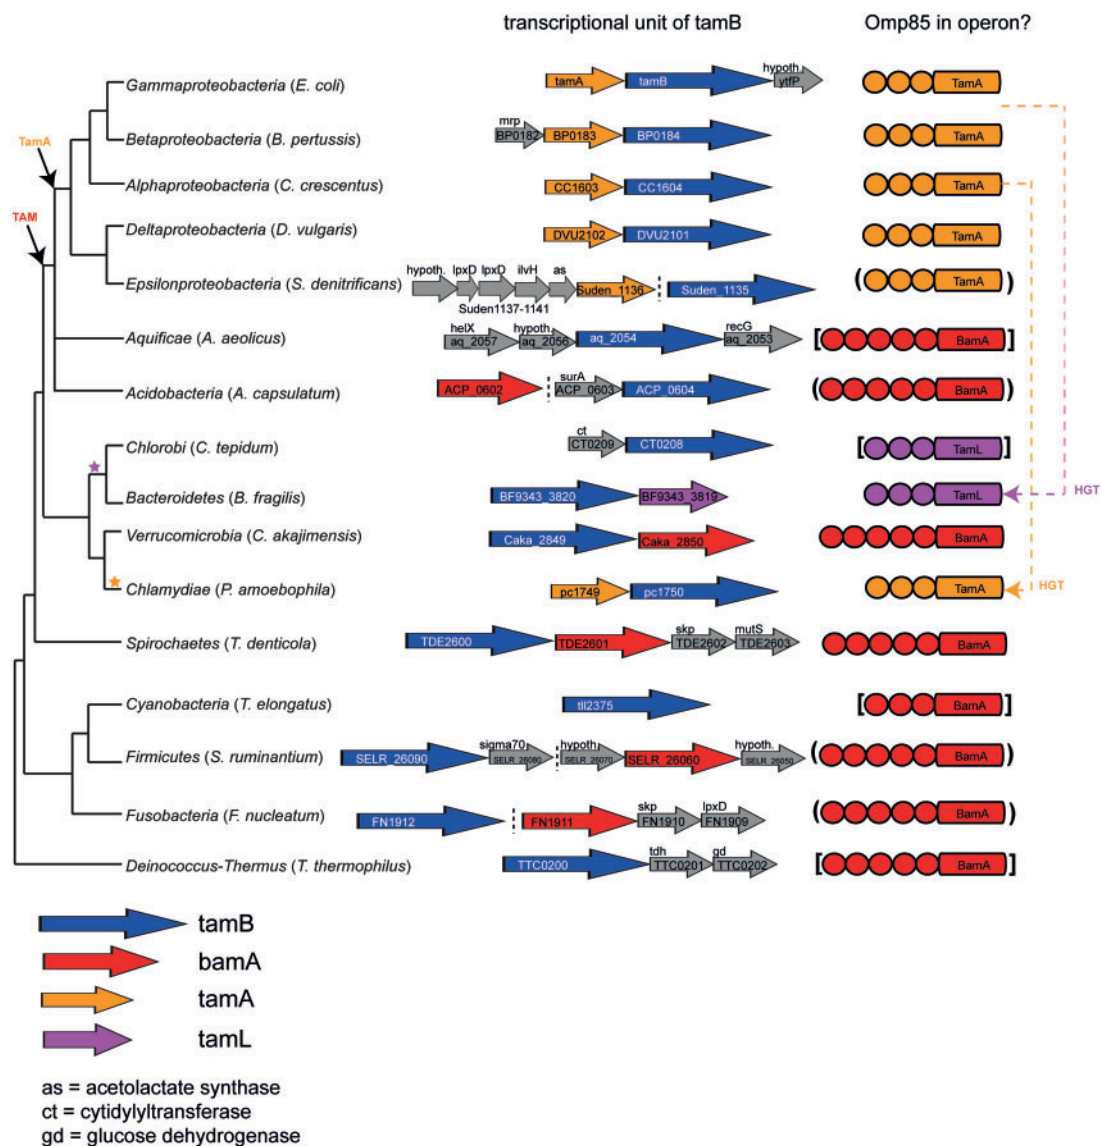 transcriptional unit of tamB
Omp85 in operon?
Gammaproteobacteria (E. coli)
tamA tamB hypoth. ytfP
TamA
Betaproteobacteria (B. pertussis)
mrp
BP0182 BP0183 BP0184
TamA
TamA
Alphaproteobacteria (C. crescentus)
CC1603 CC1604
TamA
TAM
Deltaproteobacteria (D. vulgaris)
DVU2102 DVU2101
TamA
Epsilonproteobacteria (S. denitrificans)
hypoth. lpxD lpxD ilvH as
Suden_1136 Suden_1135
Suden1137-1141
( TamA )
Aquificae (A. aeolicus)
helX hypoth. recG
aq_2057 aq_2056 aq_2054 aq_2053
[ BamA ]
Acidobacteria (A. capsulatum)
surA
ACP_0602 ACP_0603 ACP_0604
( BamA )
Chlorobi (C. tepidum)
ct
CT0209 CT0208
[ TamL ]
Bacteroidetes (B. fragilis)
BF9343_3820 BF9343_3819
TamL
HGT
Verrucomicrobia (C. akajimensis)
Caka_2849 Caka_2850
BamA
Chlamydiae (P. amoebophila)
pc1749 pc1750
TamA
HGT
Spirochaetes (T. denticola)
skp mutS
TDE2600 TDE2601 TDE2602 TDE2603
BamA
Cyanobacteria (T. elongatus)
tll2375
[ BamA ]
Firmicutes (S. ruminantium)
sigma70 hypoth. hypoth.
SELR_26090 SELR_26080 SELR_26070 SELR_26060 SELR_26050
( BamA )
Fusobacteria (F. nucleatum)
skp lpxD
FN1912 FN1911 FN1910 FN1909
( BamA )
Deinococcus-Thermus (T. thermophilus)
tdh gd
TTC0200 TTC0201 TTC0202
[ BamA ]
tamB
bamA
tamA
tamL
as = acetolactate synthase
ct = cytidylyltransferase
gd = glucose dehydrogenase